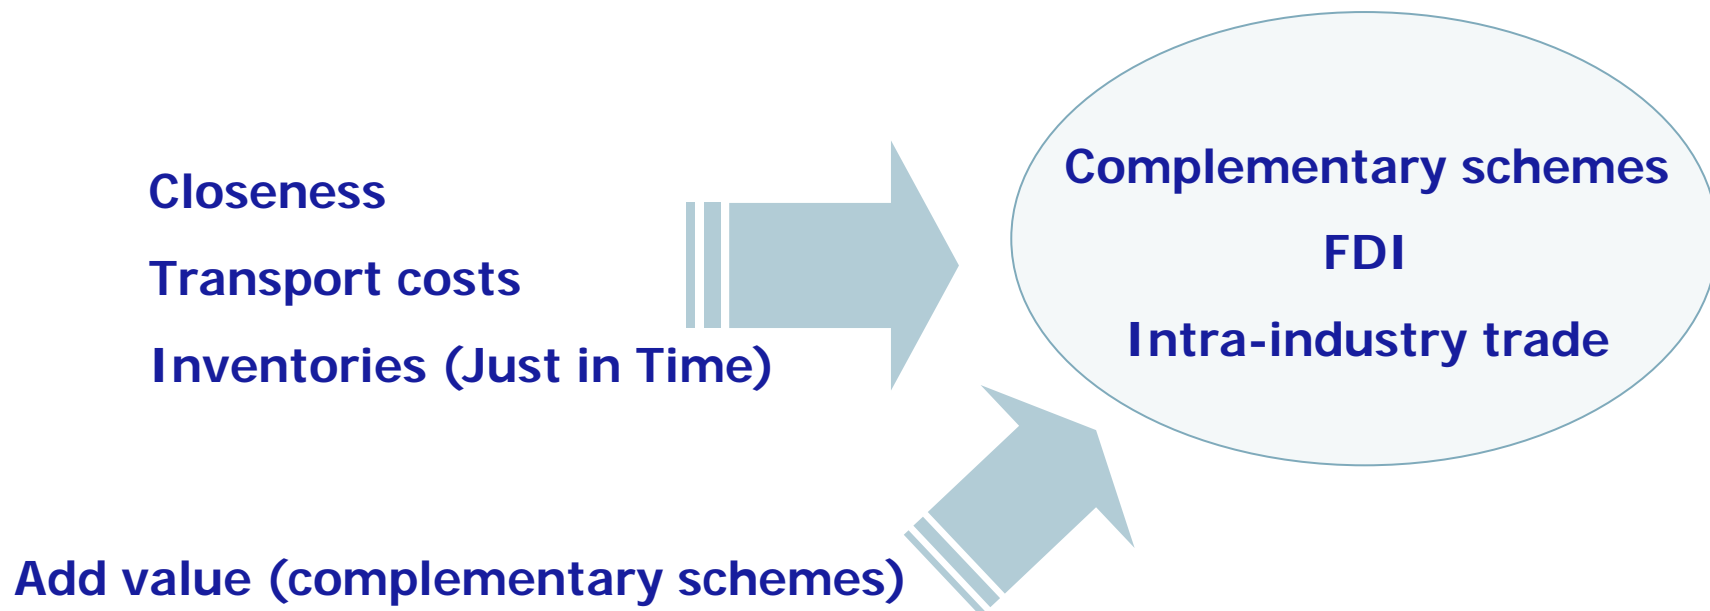 Closeness
Transport costs
Inventories (Just in Time)
Add value (complementary schemes)
Complementary schemes
FDI
Intra-industry trade